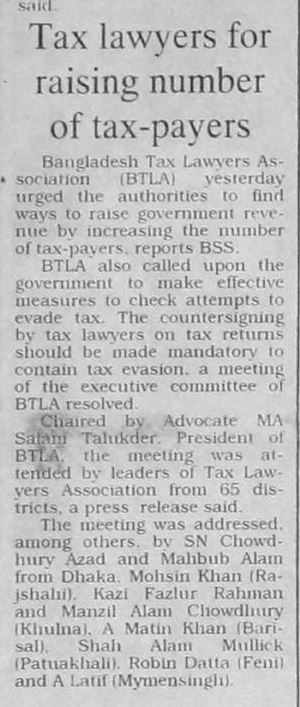 said.
Tax lawyers for
raising number
of tax-payers
Bangladesh Tax Lawyers As-
sociation (BTLA) yesterday
urged the authorities to find
ways to raise government reve-
nue by increasing the number
of tax-payers, reports BSS.
BTLA also called upon the
government to make effective
measures to check attempts to
evade tax. The countersigning
by tax lawyers on tax returns
should be made mandatory to
contain tax evasion, a meeting
of the executive committee of
BTLA resolved.
Chaired by Advocate MA
Salam Talukder, President of
BTLA, the meeting was at-
tended by leaders of Tax Law-
yers Association from 65 dis-
tricts, a press release said.
The meeting was addressed,
among others, by SN Chowd-
hury Azad and Mahbub Alam
from Dhaka, Mohsin Khan (Ra-
jshahi), Kazi Fazlur Rahman
and Manzil Alam Chowdhury
(Khulna), A Matin Khan (Bari-
sal), Shah Alam Mullick
(Patuakhali), Robin Datta (Feni)
and A Latif (Mymensingh).